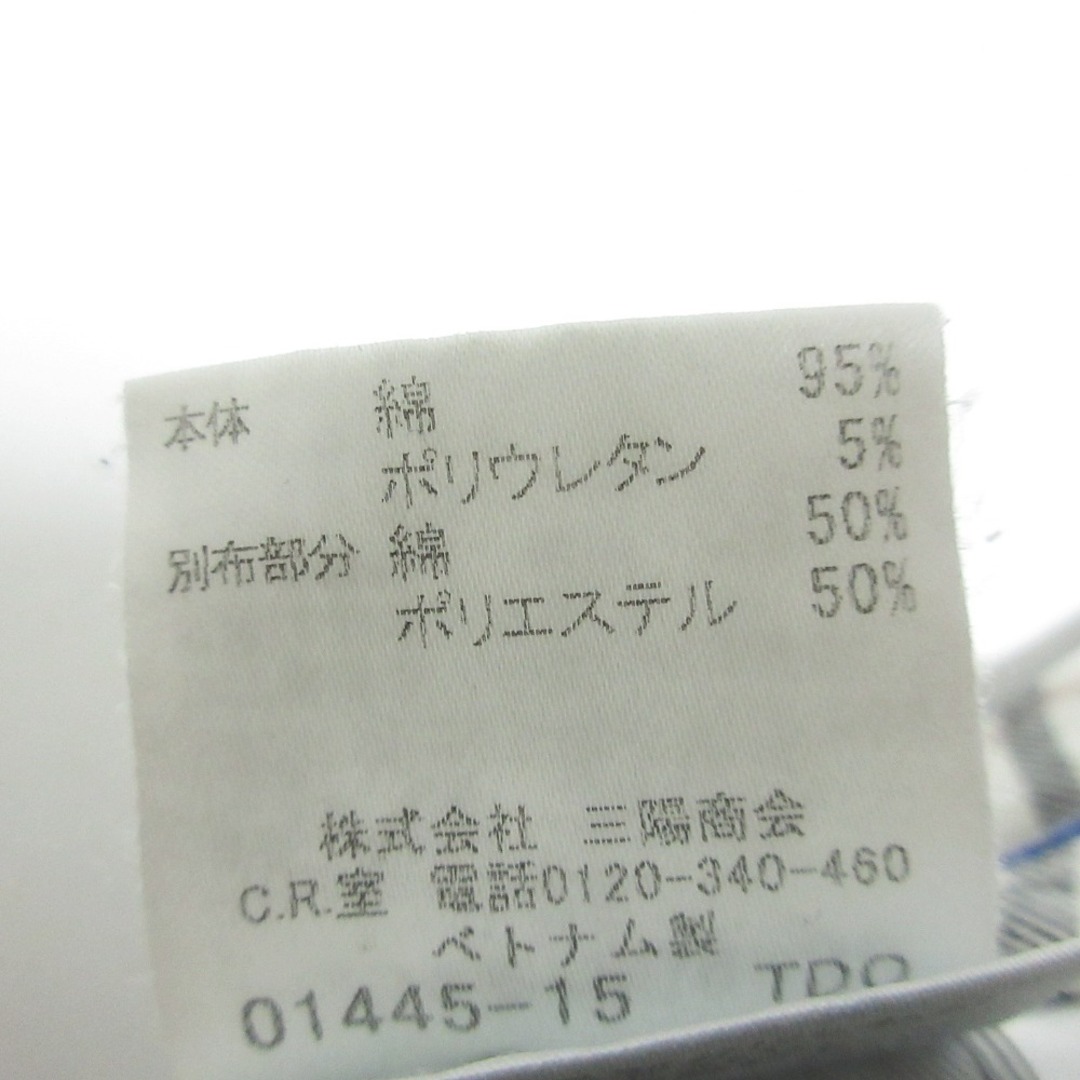 本体 綿 95%
ポリウレタン 5%
別布部分 綿 50%
ポリエステル 50%
株式会社 三陽商会
C.R.室 電話0120-340-460
ベトナム製
01445-15